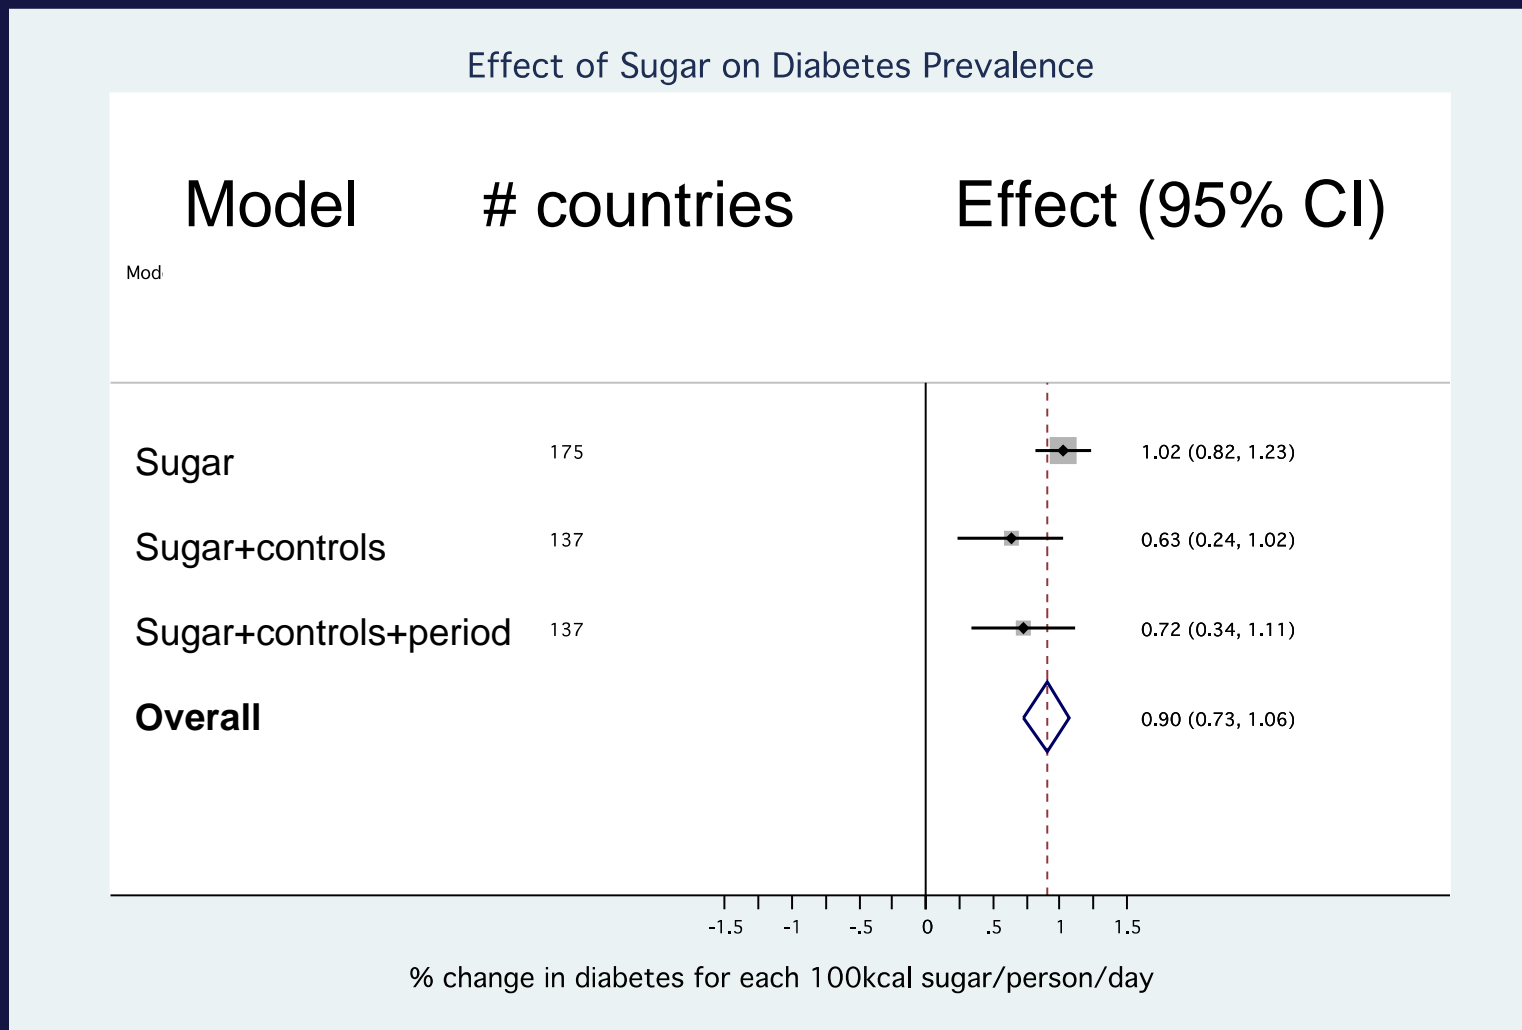 Effect of Sugar on Diabetes Prevalence
Model # countries Effect (95% CI)
Mod
Sugar 175 1.02 (0.82, 1.23)
Sugar+controls 137 0.63 (0.24, 1.02)
Sugar+controls+period 137 0.72 (0.34, 1.11)
Overall 0.90 (0.73, 1.06)
-1.5 -1 -.5 0 .5 1 1.5
% change in diabetes for each 100kcal sugar/person/day